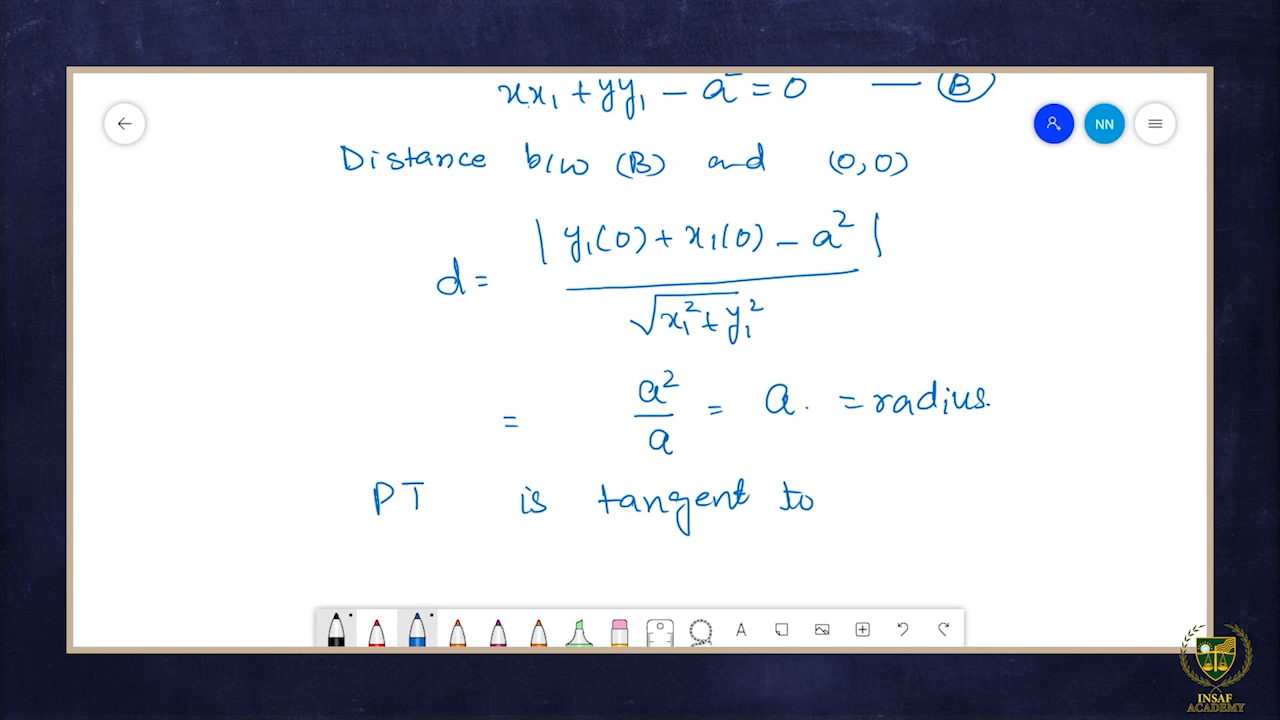 xx₁ + yy₁ - a² = 0 — (B)
NN
Distance b/w (B) and (0,0)
d = | y₁(0) + x₁(0) - a² | / √x₁² + y₁²
= a²/a = a. = radius.
PT is tangent to
A
INSAF
ACADEMY